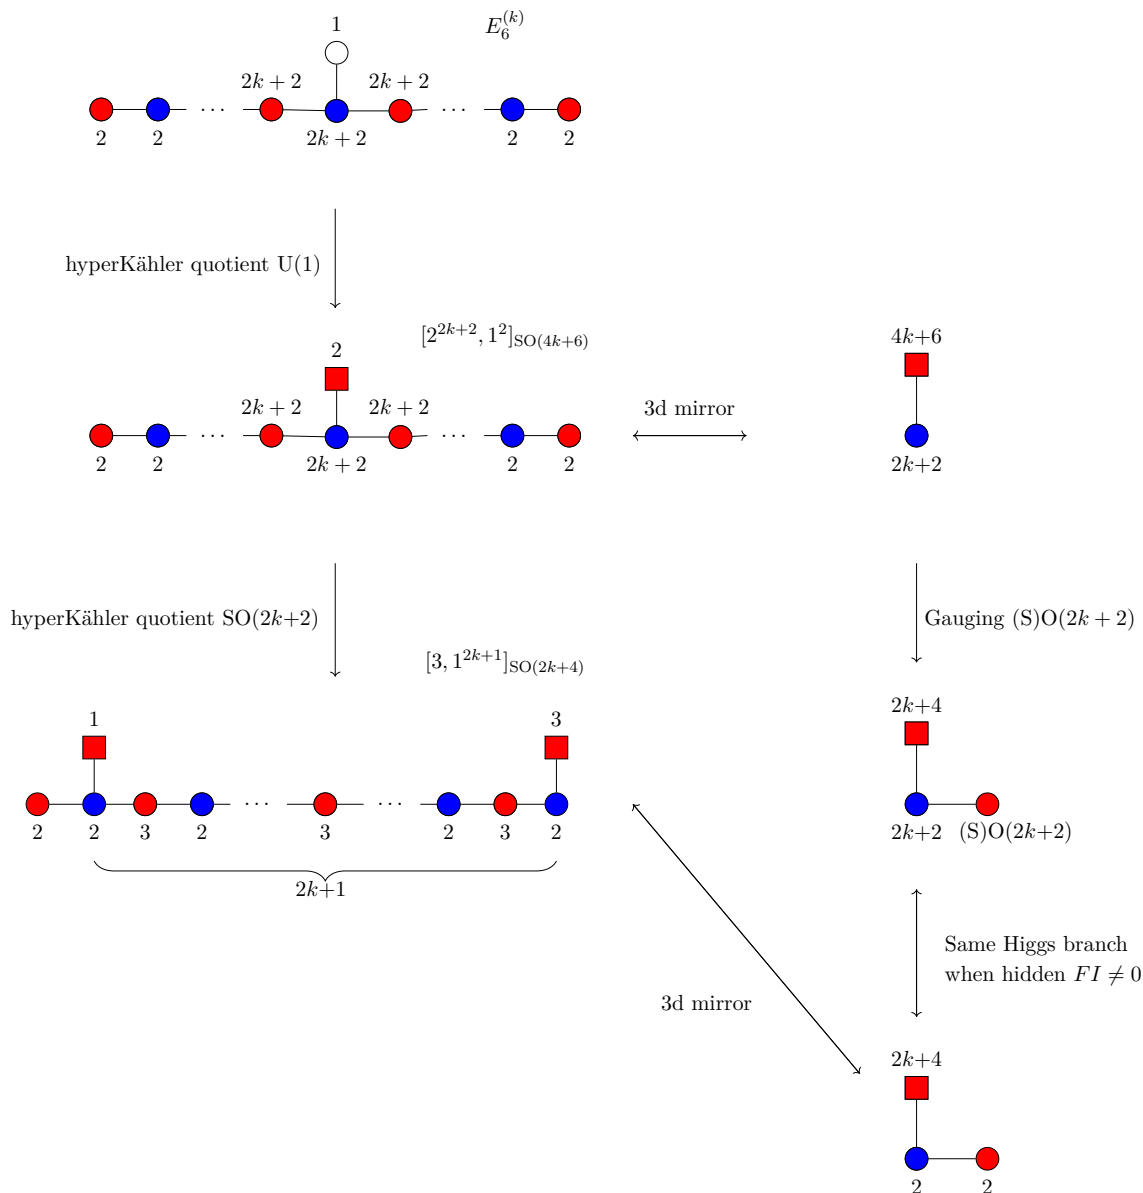 1
$E_6^{(k)}$
2k + 2
2k + 2
···
···
2
2
2k + 2
2
2
hyperKähler quotient U(1)
$[2^{2k+2}, 1^2]_{\mathrm{SO}(4k+6)}$
2
4k+6
2k + 2
2k + 2
3d mirror
···
···
2
2
2k + 2
2
2
2k+2
hyperKähler quotient SO(2k+2)
Gauging (S)O(2k + 2)
$[3, 1^{2k+1}]_{\mathrm{SO}(2k+4)}$
2k+4
1
3
···
···
2
2
3
2
3
2
3
2
2k+2
(S)O(2k+2)
2k+1
Same Higgs branch
when hidden FI ≠ 0
3d mirror
2k+4
2
2